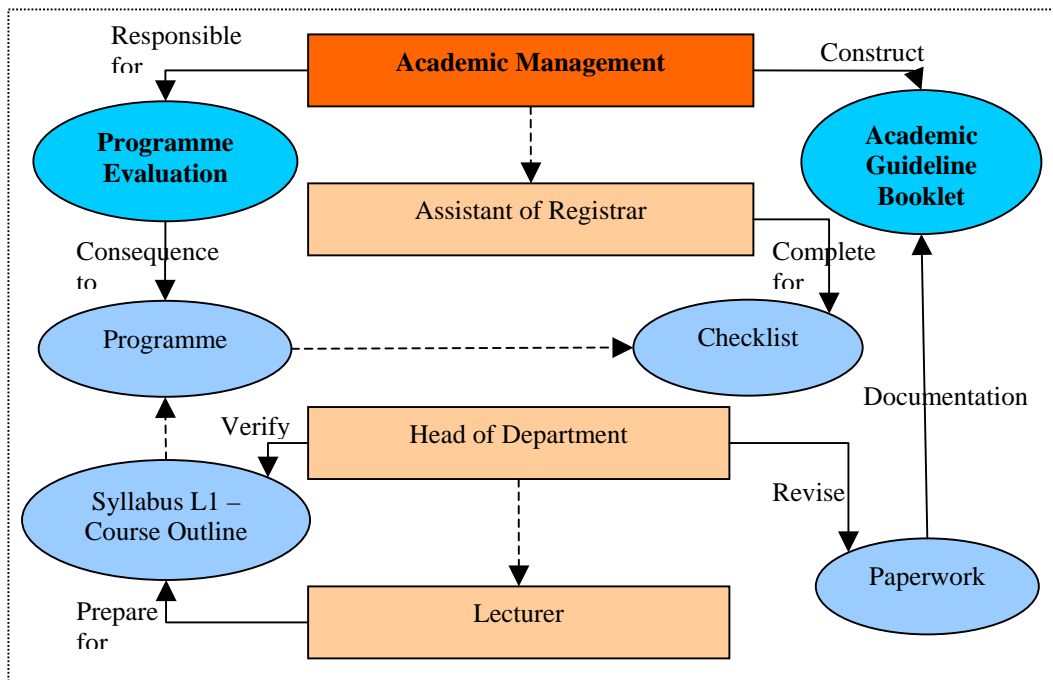 Responsible
for
Academic Management
Construct
Programme
Evaluation
Academic
Guideline
Booklet
Assistant of Registrar
Consequence
to
Complete
for
Programme
Checklist
Documentation
Verify
Head of Department
Syllabus L1 –
Course Outline
Revise
Paperwork
Prepare
for
Lecturer